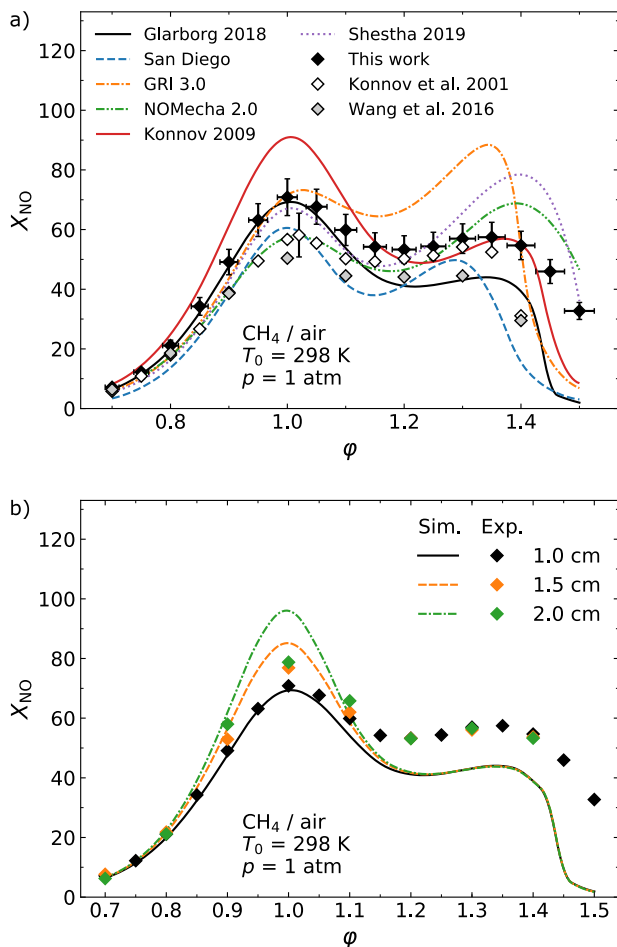 a)
Glarborg 2018
San Diego
GRI 3.0
NOMecha 2.0
Konnov 2009
Shestha 2019
This work
Konnov et al. 2001
Wang et al. 2016
120
100
80
60
40
20
0
X_NO
CH₄ / air
T₀ = 298 K
p = 1 atm
0.8 1.0 1.2 1.4
φ
b)
Sim. Exp.
1.0 cm
1.5 cm
2.0 cm
120
100
80
60
40
20
0
X_NO
CH₄ / air
T₀ = 298 K
p = 1 atm
0.7 0.8 0.9 1.0 1.1 1.2 1.3 1.4 1.5
φ